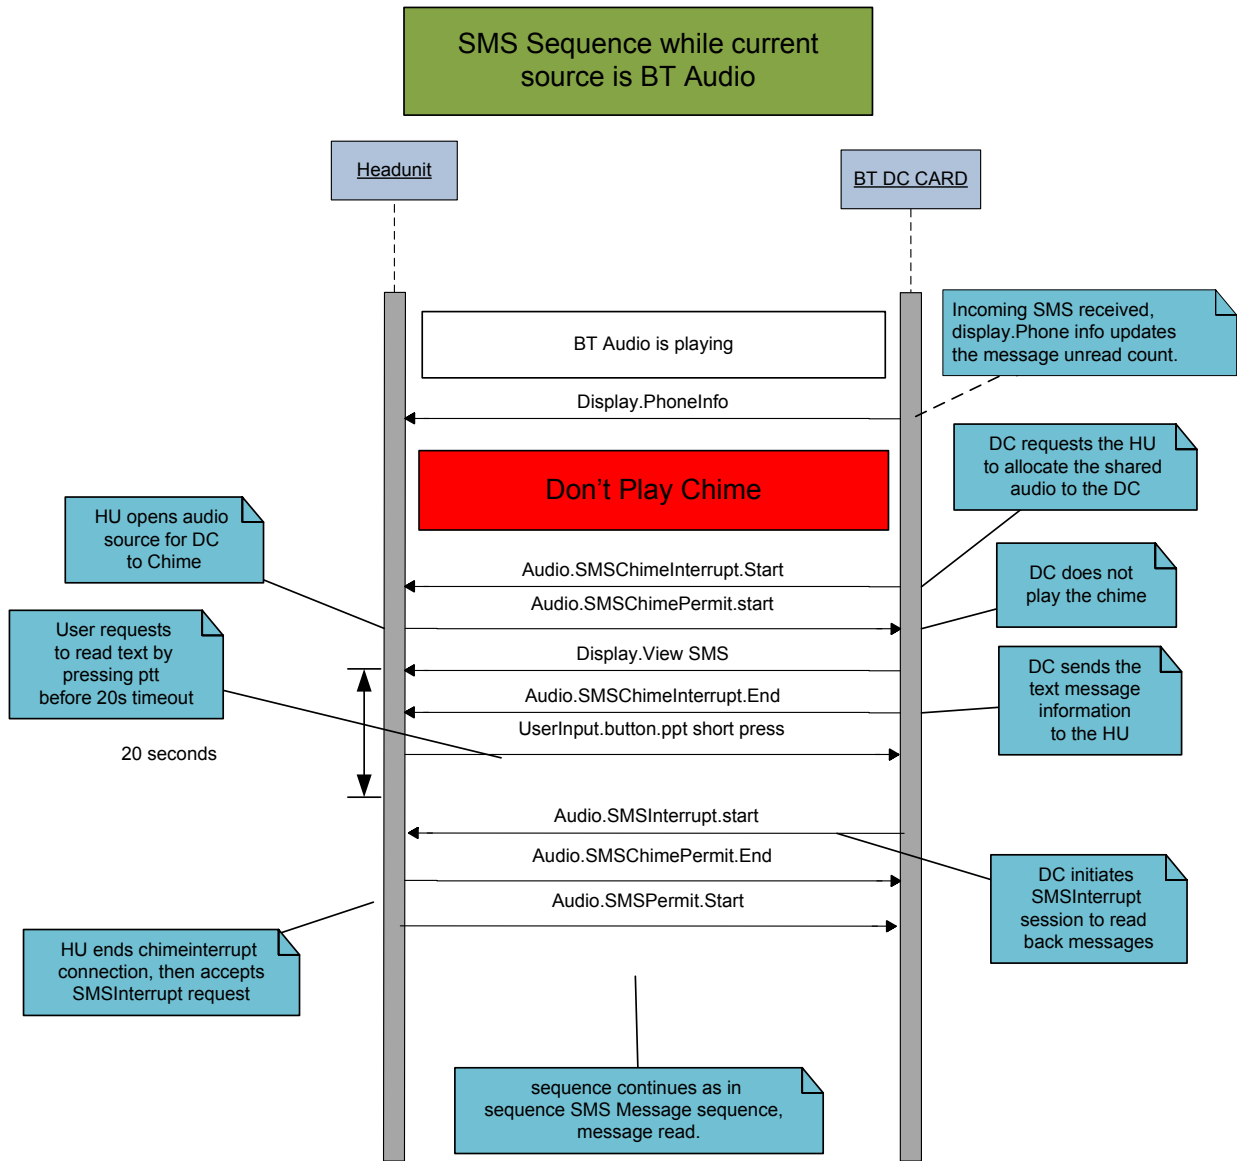 SMS Sequence while current
source is BT Audio
Headunit
BT DC CARD
Incoming SMS received,
display.Phone info updates
the message unread count.
BT Audio is playing
Display.PhoneInfo
DC requests the HU
to allocate the shared
audio to the DC
Don't Play Chime
HU opens audio
source for DC
to Chime
Audio.SMSChimeInterrupt.Start
DC does not
play the chime
Audio.SMSChimePermit.start
User requests
to read text by
pressing ptt
before 20s timeout
Display.View SMS
DC sends the
text message
information
to the HU
Audio.SMSChimeInterrupt.End
UserInput.button.ppt short press
20 seconds
Audio.SMSInterrupt.start
Audio.SMSChimePermit.End
DC initiates
SMSInterrupt
session to read
back messages
Audio.SMSPermit.Start
HU ends chimeinterrupt
connection, then accepts
SMSInterrupt request
sequence continues as in
sequence SMS Message sequence,
message read.